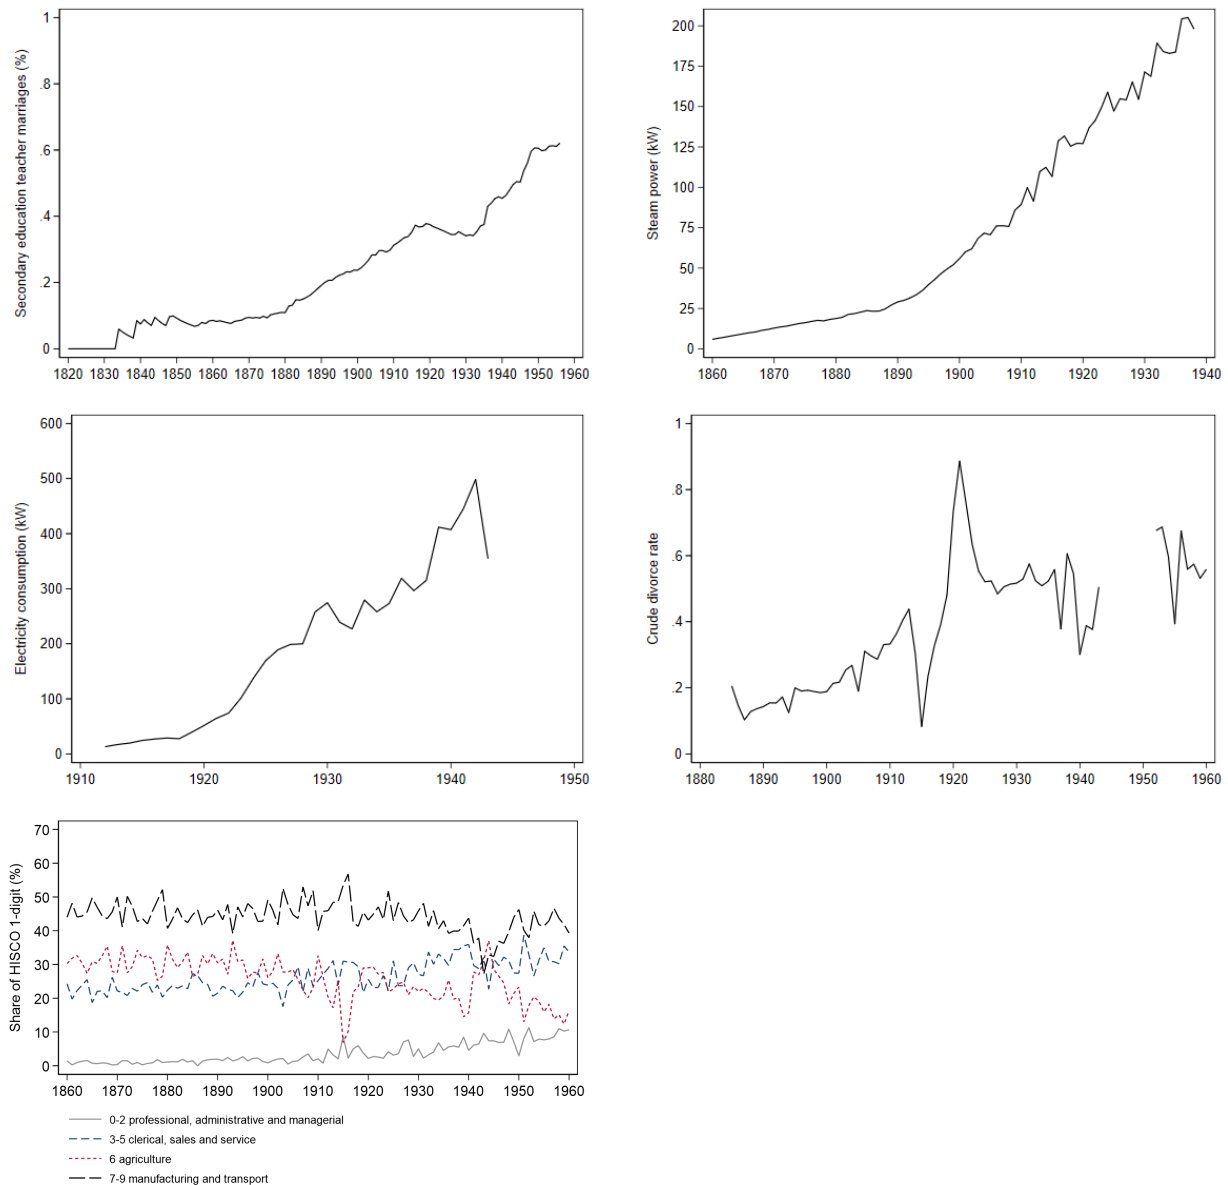 Secondary education teacher marriages (%)
1
.8
.6
.4
.2
0
1820 1830 1840 1850 1860 1870 1880 1890 1900 1910 1920 1930 1940 1950 1960
Steam power (kW)
200
175
150
125
100
75
50
25
0
1860 1870 1880 1890 1900 1910 1920 1930 1940
Electricity consumption (kW)
600
500
400
300
200
100
0
1910 1920 1930 1940 1950
Crude divorce rate
1
.8
.6
.4
.2
0
1880 1890 1900 1910 1920 1930 1940 1950 1960
Share of HISCO 1-digit (%)
70
60
50
40
30
20
10
0
1860 1870 1880 1890 1900 1910 1920 1930 1940 1950 1960
0-2 professional, administrative and managerial
3-5 clerical, sales and service
6 agriculture
7-9 manufacturing and transport